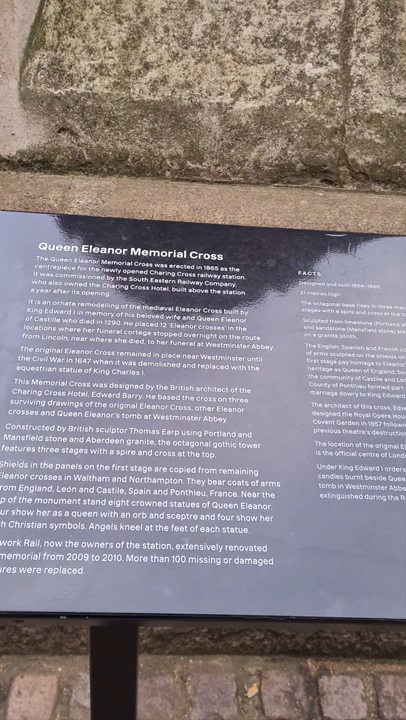 Queen Eleanor Memorial Cross
The Queen Eleanor Memorial Cross was erected in 1865 as the
centrepiece for the newly opened Charing Cross railway station.
It was commissioned by the South Eastern Railway Company,
who also owned the Charing Cross Hotel, built above the station
a year after its opening.
It is an ornate remodelling of the medieval Eleanor Cross built by
King Edward I in memory of his beloved wife and Queen Eleanor
of Castile who died in 1290. He placed 12 'Eleanor crosses' in the
locations where her funeral cortege stopped overnight on the route
from Lincoln, near where she died, to her funeral at Westminster Abbey.
The original Eleanor Cross remained in place near Westminster until
the Civil War in 1647 when it was demolished and replaced with the
equestrian statue of King Charles I.
This Memorial Cross was designed by the British architect of the
Charing Cross Hotel, Edward Barry. He based the cross on three
surviving drawings of the original Eleanor Cross, other Eleanor
crosses and Queen Eleanor's tomb at Westminster Abbey.
Constructed by British sculptor Thomas Earp using Portland and
Mansfield stone and Aberdeen granite, the octagonal gothic tower
features three stages with a spire and cross at the top.
Shields in the panels on the first stage are copied from remaining
Eleanor crosses in Waltham and Northampton. They bear coats of arms
from England, León and Castile, Spain and Ponthieu, France. Near the
p of the monument stand eight crowned statues of Queen Eleanor.
ur show her as a queen with an orb and sceptre and four show her
h Christian symbols. Angels kneel at the feet of each statue.
work Rail, now the owners of the station, extensively renovated
memorial from 2009 to 2010. More than 100 missing or damaged
ures were replaced.
FACTS
Designed and built 1864–1865.
21 metres high.
The octagonal base rises in three
stages with a spire and cross at the t
Sculpted from limestone (Portland
and sandstone (Mansfield stone)
on a granite plinth.
The English, Spanish and French c
of arms sculpted on the shields on
first stage pay homage to Eleanor
heritage as Queen of England,
the community of Castile and Le
County of Ponthieu formed part
marriage dowry to King Edward
The architect of this cross, Edw
designed the Royal Opera Hou
Covent Garden in 1857 followi
previous theatre's destructio
The location of the original El
is the official centre of Londo
Under King Edward I orders
candles burnt beside Queen
tomb in Westminster Abbe
extinguished during the R